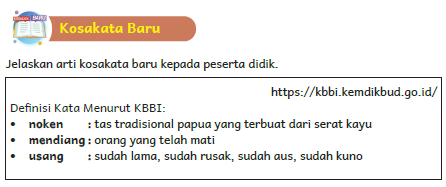 Kosakata Baru
Jelaskan arti kosakata baru kepada peserta didik.
https://kbbi.kemdikbud.go.id/
Definisi Kata Menurut KBBI:
• noken : tas tradisional papua yang terbuat dari serat kayu
• mendiang : orang yang telah mati
• usang : sudah lama, sudah rusak, sudah aus, sudah kuno